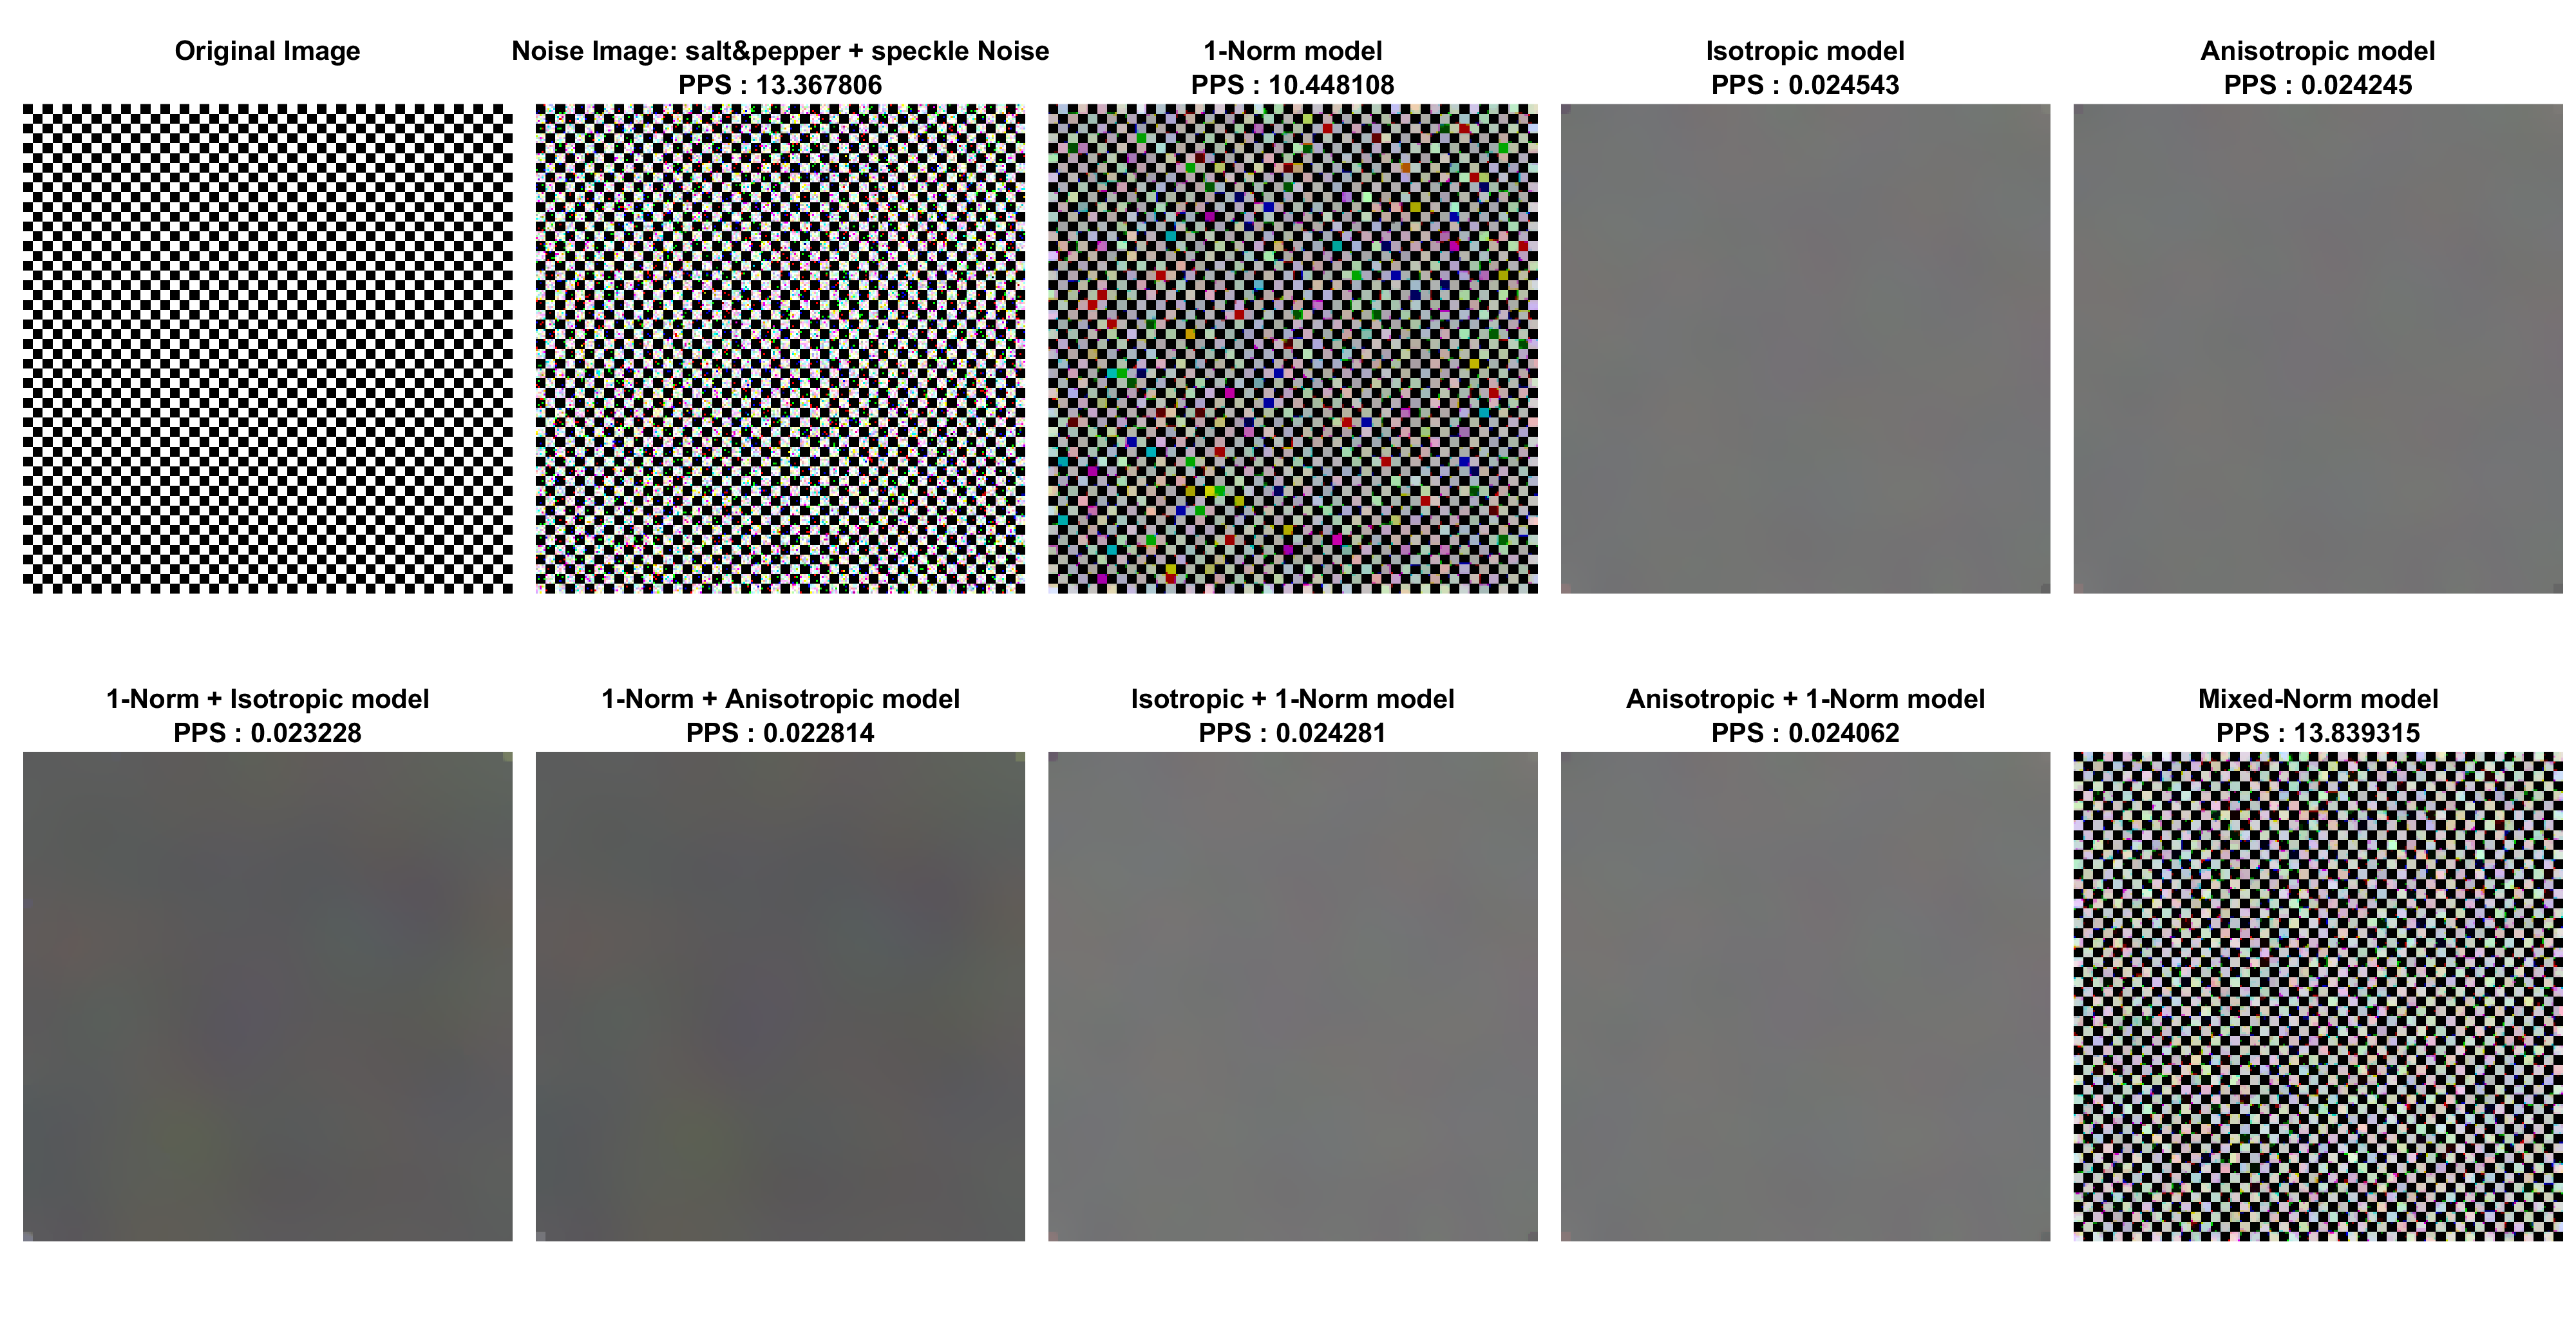 Original Image
Noise Image: salt&pepper + speckle Noise
PPS : 13.367806
1-Norm model
PPS : 10.448108
Isotropic model
PPS : 0.024543
Anisotropic model
PPS : 0.024245
1-Norm + Isotropic model
PPS : 0.023228
1-Norm + Anisotropic model
PPS : 0.022814
Isotropic + 1-Norm model
PPS : 0.024281
Anisotropic + 1-Norm model
PPS : 0.024062
Mixed-Norm model
PPS : 13.839315